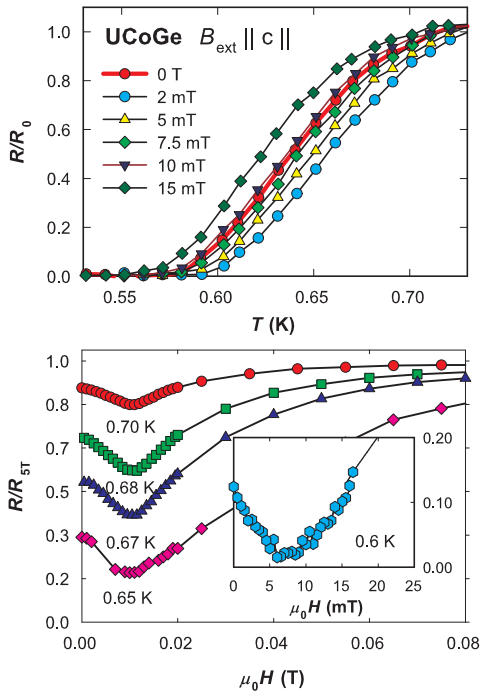 UCoGe B_ext || c ||
0 T
2 mT
5 mT
7.5 mT
10 mT
15 mT
R/R_0
1.0
0.8
0.6
0.4
0.2
0.0
0.55 0.60 0.65 0.70
T (K)
R/R_5T
1.0
0.8
0.7
0.5
0.3
0.2
0.0
0.70 K
0.68 K
0.67 K
0.65 K
0.20
0.10
0.00
0.6 K
0 5 10 15 20 25
μ_0H (mT)
0.00 0.02 0.04 0.06 0.08
μ_0H (T)